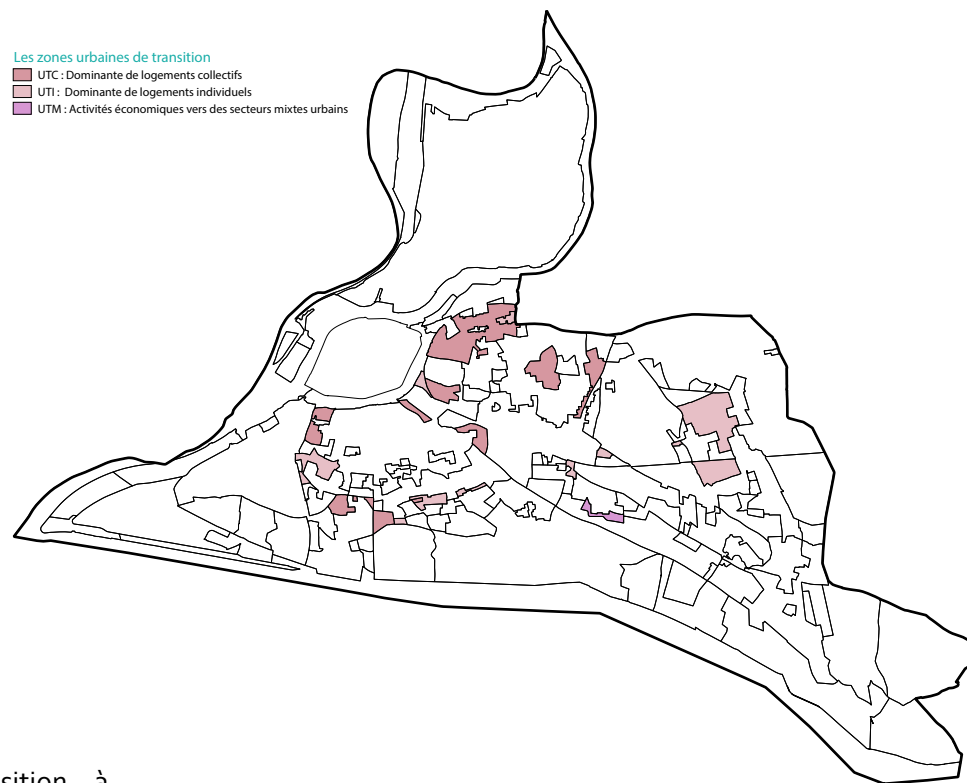 Les zones urbaines de transition
UTC : Dominante de logements collectifs
UTI : Dominante de logements individuels
UTM : Activités économiques vers des secteurs mixtes urbains